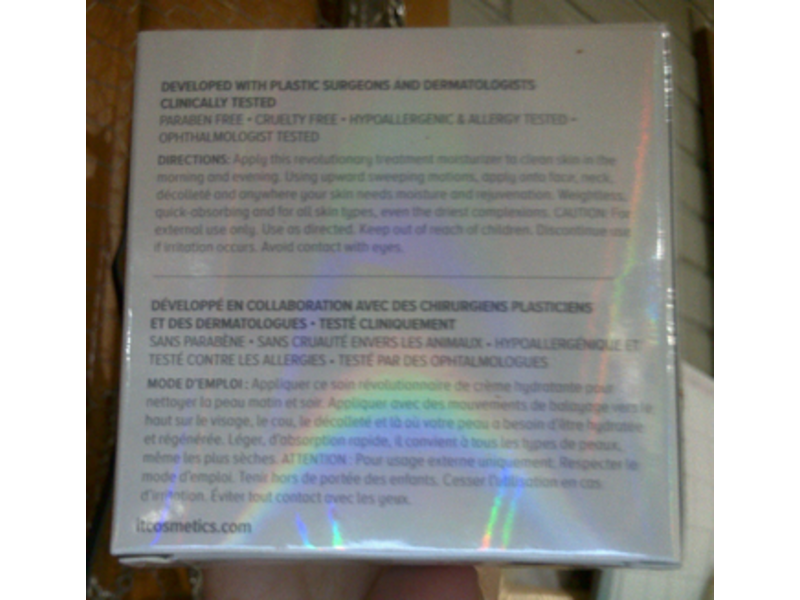 DEVELOPED WITH PLASTIC SURGEONS AND DERMATOLOGISTS
CLINICALLY TESTED
PARABEN FREE • CRUELTY FREE • HYPOALLERGENIC & ALLERGY TESTED •
OPHTHALMOLOGIST TESTED
DIRECTIONS: Apply this revolutionary treatment moisturizer to clean skin in the
morning and evening. Using upward sweeping motions, apply onto face, neck,
décolleté and anywhere your skin needs moisture and rejuvenation. Weightless,
quick-absorbing and for all skin types, even the driest complexions. CAUTION: For
external use only. Use as directed. Keep out of reach of children. Discontinue use
if irritation occurs. Avoid contact with eyes.
DÉVELOPPÉ EN COLLABORATION AVEC DES CHIRURGIENS PLASTICIENS
ET DES DERMATOLOGUES • TESTÉ CLINIQUEMENT
SANS PARABÈNE • SANS CRUAUTÉ ENVERS LES ANIMAUX • HYPOALLERGÉNIQUE ET
TESTÉ CONTRE LES ALLERGIES • TESTÉ PAR DES OPHTALMOLOGUES
MODE D'EMPLOI : Appliquer ce soin révolutionnaire de crème hydratante pour
nettoyer la peau matin et soir. Appliquer avec des mouvements de balayage vers le
haut sur le visage, le cou, le décolleté et là où votre peau a besoin d'être hydratée
et régénérée. Léger, d'absorption rapide, il convient à tous les types de peaux,
même les plus sèches. ATTENTION : Pour usage externe uniquement. Respecter le
mode d'emploi. Tenir hors de portée des enfants. Cesser l'utilisation en cas
d'irritation. Éviter tout contact avec les yeux.
itcosmetics.com